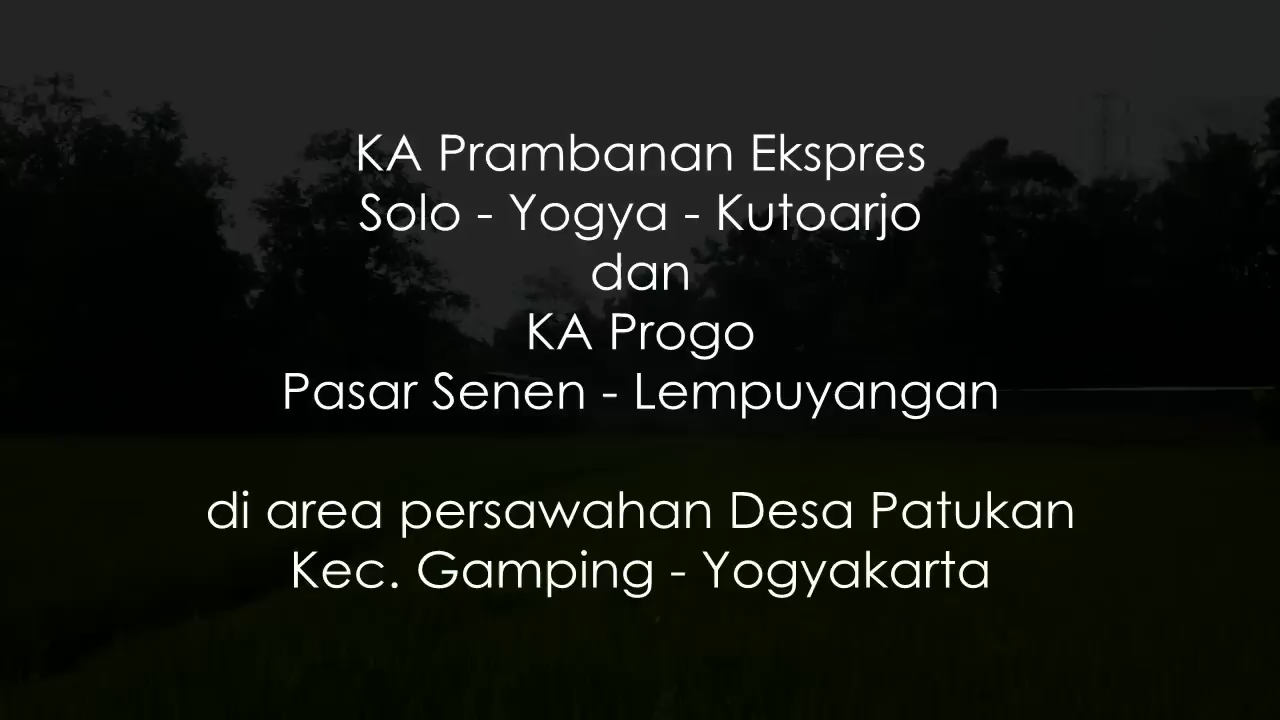 KA Prambanan Ekspres
Solo - Yogya - Kutoarjo
dan
KA Progo
Pasar Senen - Lempuyangan
di area persawahan Desa Patukan
Kec. Gamping - Yogyakarta